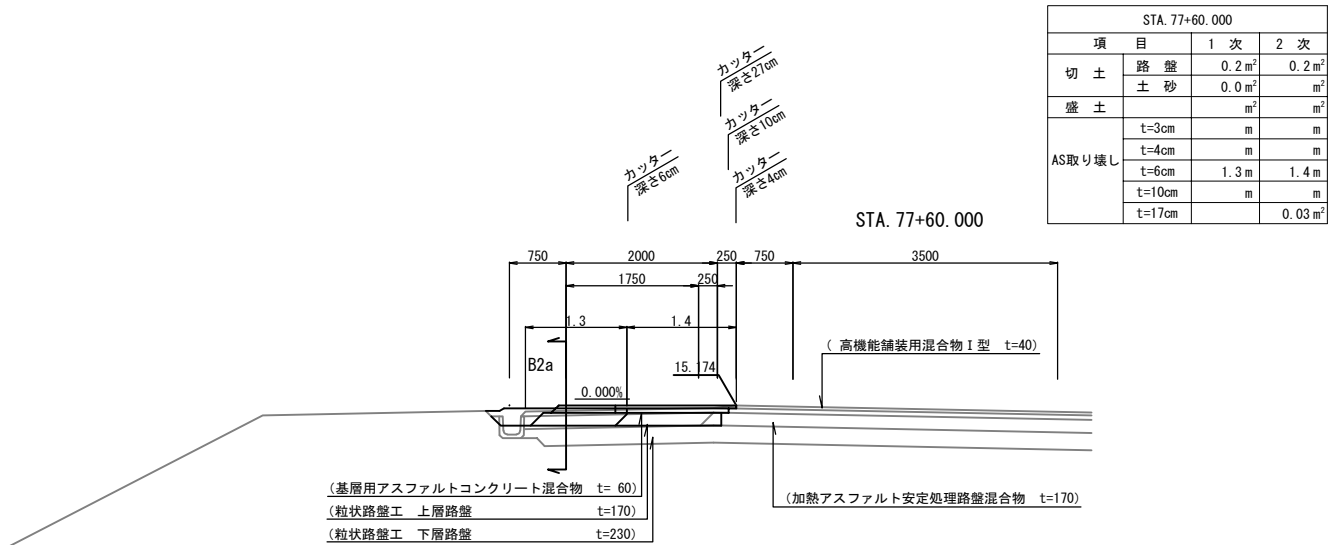 STA. 77+60.000
項 目 1 次 2 次
切 土 路 盤 0.2 m² 0.2 m²
土 砂 0.0 m² m²
盛 土 m² m²
AS取り壊し t=3cm m m
t=4cm m m
t=6cm 1.3 m 1.4 m
t=10cm m m
t=17cm 0.03 m²
カッター
深さ27cm
カッター
深さ10cm
カッター
深さ6cm
カッター
深さ4cm
STA. 77+60.000
750 2000 250 750 3500
1750 250
1.3 1.4
( 高機能舗装用混合物Ⅰ型 t=40)
B2a
15.174
0.000%
(基層用アスファルトコンクリート混合物 t= 60)
(加熱アスファルト安定処理路盤混合物 t=170)
(粒状路盤工 上層路盤 t=170)
(粒状路盤工 下層路盤 t=230)